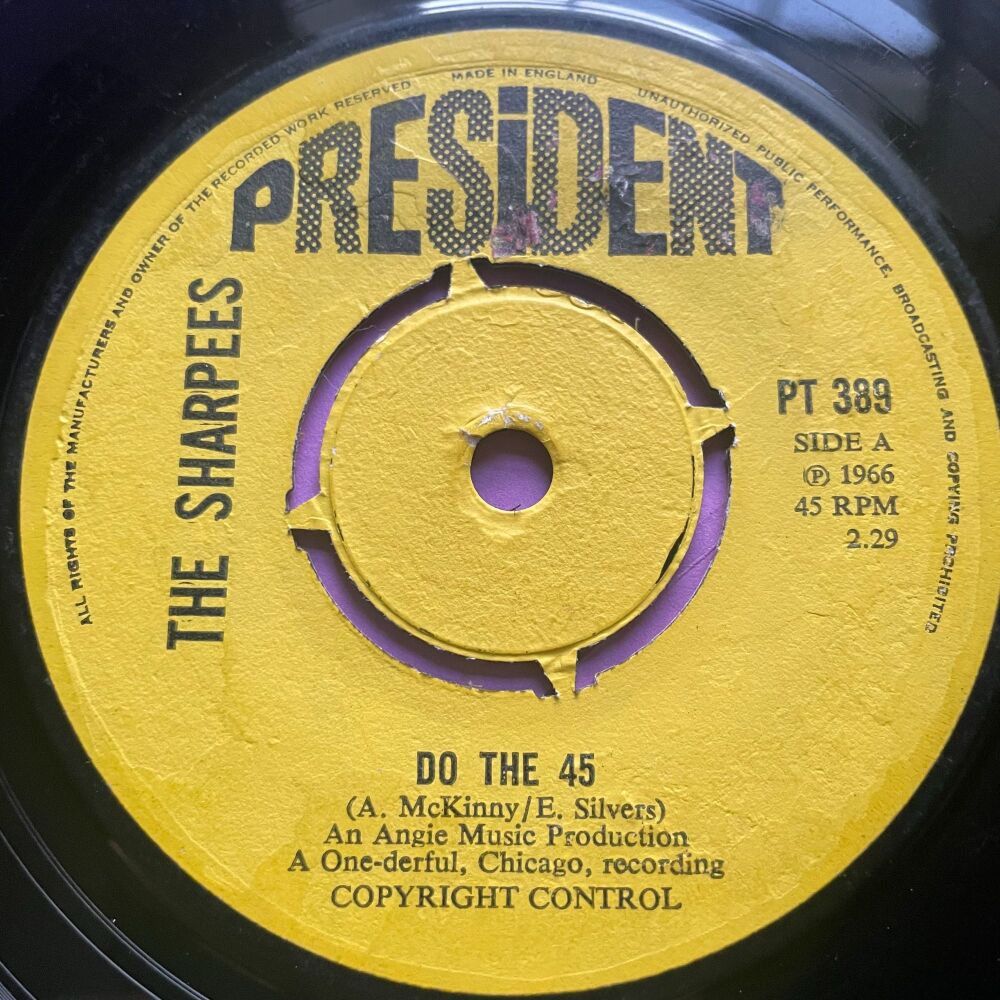 ALL RIGHTS OF THE MANUFACTURERS AND OWNER OF THE RECORDED WORK RESERVED
MADE IN ENGLAND
UNAUTHORIZED PUBLIC PERFORMANCE, BROADCASTING AND COPYING PROHIBITED
PRESiDENT
THE SHARPEES
PT 389
SIDE A
℗ 1966
45 RPM
2.29
DO THE 45
(A. McKinny/E. Silvers)
An Angie Music Production
A One-derful, Chicago, recording
COPYRIGHT CONTROL